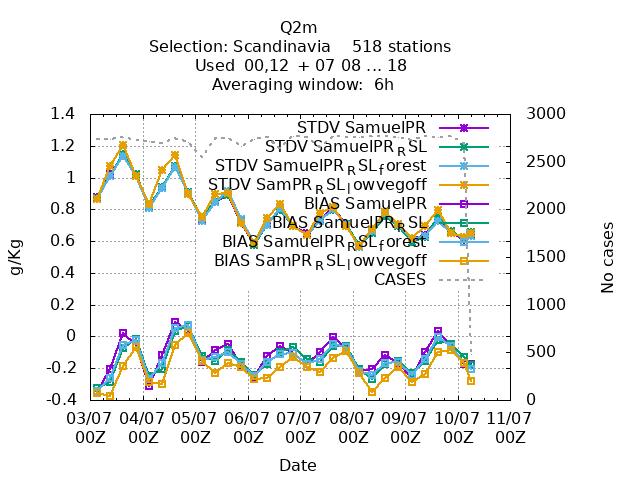 Q2m
Selection: Scandinavia 518 stations
Used 00,12 + 07 08 ... 18
Averaging window: 6h
1.4
1.2
1
0.8
0.6
0.4
0.2
0
-0.2
-0.4
g/Kg
3000
2500
2000
1500
1000
500
0
No cases
STDV SamuelPR
STDV SamuelPR_RSL
STDV SamuelPR_RSL_forest
STDV SamPR_RSL_lowvegoff
BIAS SamuelPR
BIAS SamuelPR_RSL
BIAS SamuelPR_RSL_forest
BIAS SamPR_RSL_lowvegoff
CASES
03/07 04/07 05/07 06/07 07/07 08/07 09/07 10/07 11/07
00Z 00Z 00Z 00Z 00Z 00Z 00Z 00Z 00Z
Date